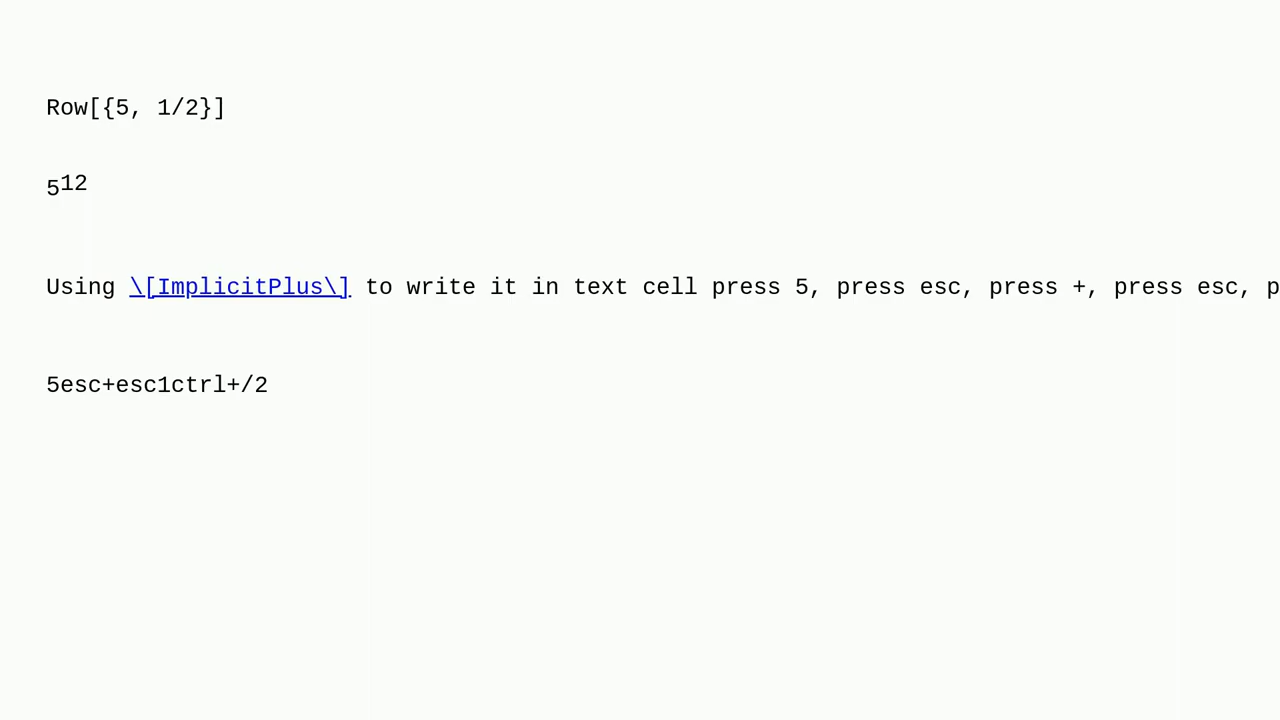 Row[{5, 1/2}]
5¹²
Using \[ImplicitPlus\] to write it in text cell press 5, press esc, press +, press esc, p
5esc+esc1ctrl+/2